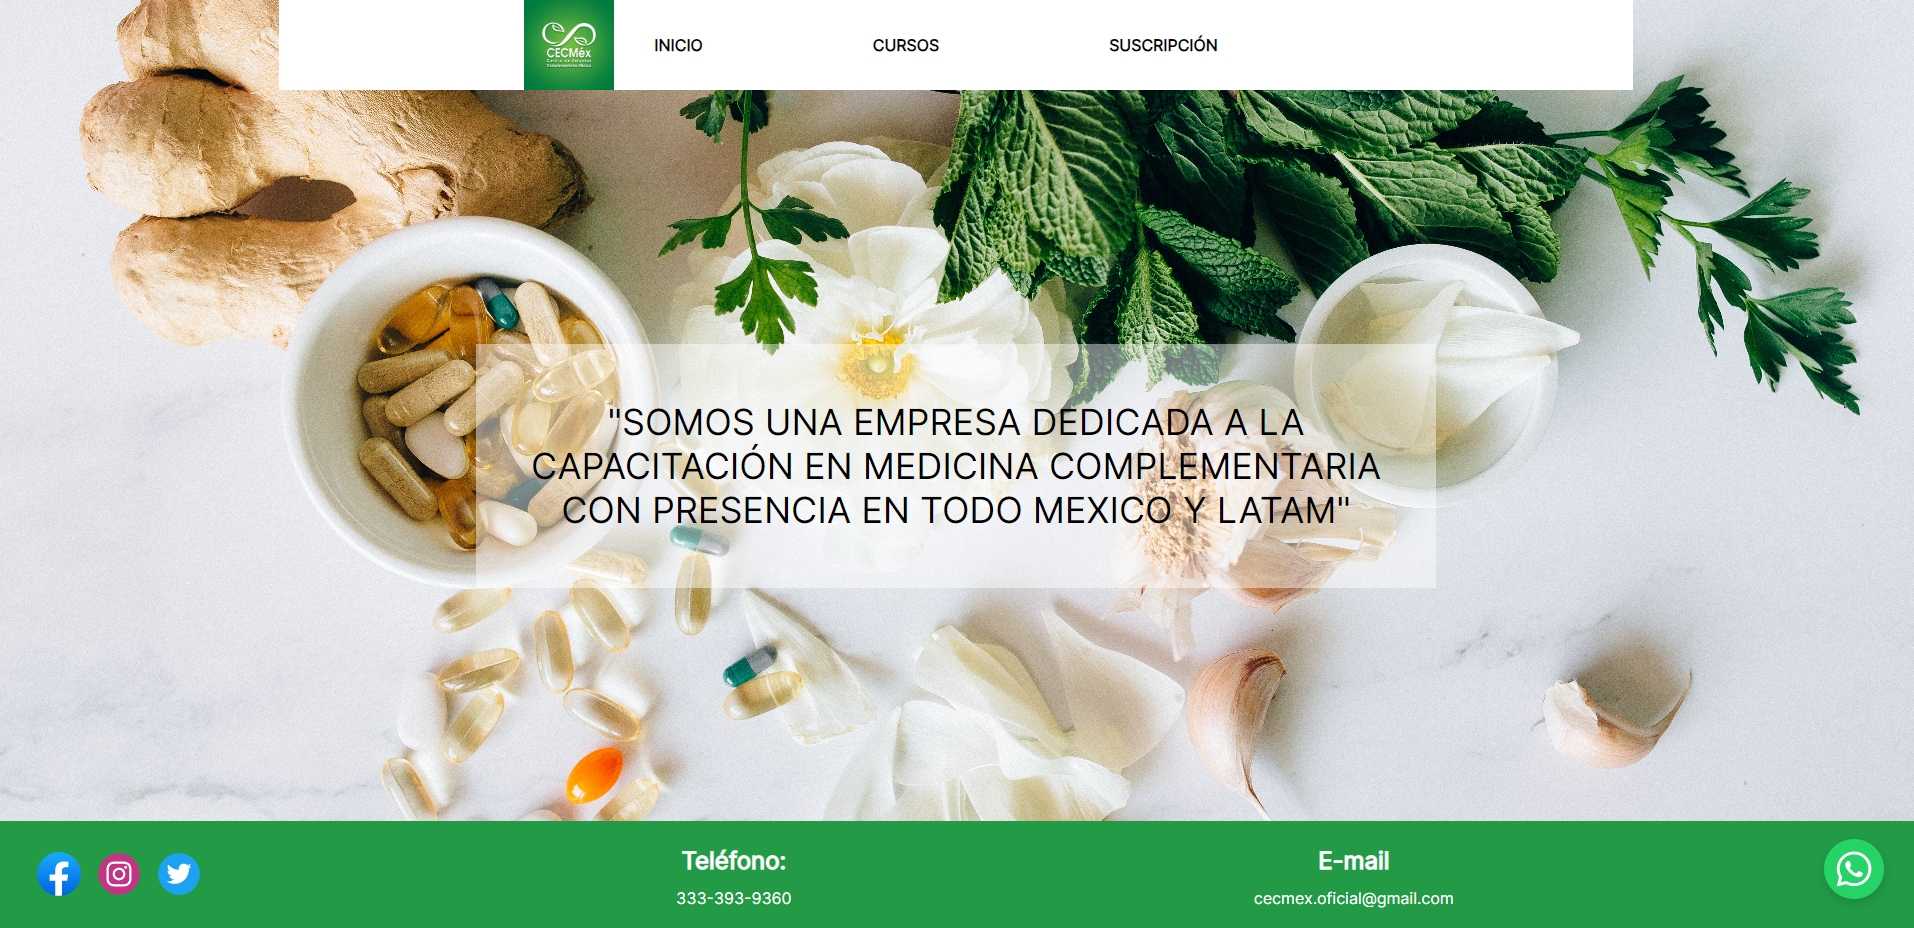 CECMéx
Centro de Estudios
Complementarios México
INICIO
CURSOS
SUSCRIPCIÓN
"SOMOS UNA EMPRESA DEDICADA A LA
CAPACITACIÓN EN MEDICINA COMPLEMENTARIA
CON PRESENCIA EN TODO MEXICO Y LATAM"
Teléfono:
333-393-9360
E-mail
cecmex.oficial@gmail.com